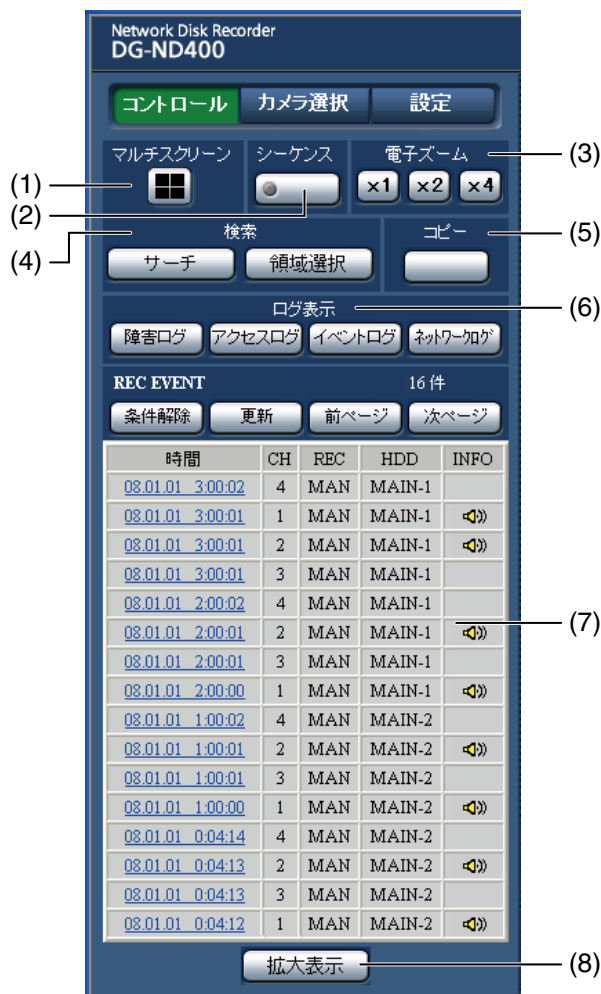 Network Disk Recorder
DG-ND400
コントロール カメラ選択 設定
マルチスクリーン シーケンス 電子ズーム (3)
(1) ×1 ×2 ×4
(2)
検索 コピー (5)
(4) サーチ 領域選択
ログ表示 (6)
障害ログ アクセスログ イベントログ ネットワークログ
REC EVENT 16 件
条件解除 更新 前ページ 次ページ
時間 CH REC HDD INFO
08.01.01 3:00:02 4 MAN MAIN-1
08.01.01 3:00:01 1 MAN MAIN-1
08.01.01 3:00:01 2 MAN MAIN-1
08.01.01 3:00:01 3 MAN MAIN-1
08.01.01 2:00:02 4 MAN MAIN-1
08.01.01 2:00:01 2 MAN MAIN-1 (7)
08.01.01 2:00:01 3 MAN MAIN-1
08.01.01 2:00:00 1 MAN MAIN-1
08.01.01 1:00:02 4 MAN MAIN-2
08.01.01 1:00:01 2 MAN MAIN-2
08.01.01 1:00:01 3 MAN MAIN-2
08.01.01 1:00:00 1 MAN MAIN-2
08.01.01 0:04:14 4 MAN MAIN-2
08.01.01 0:04:13 2 MAN MAIN-2
08.01.01 0:04:13 3 MAN MAIN-2
08.01.01 0:04:12 1 MAN MAIN-2
拡大表示 (8)